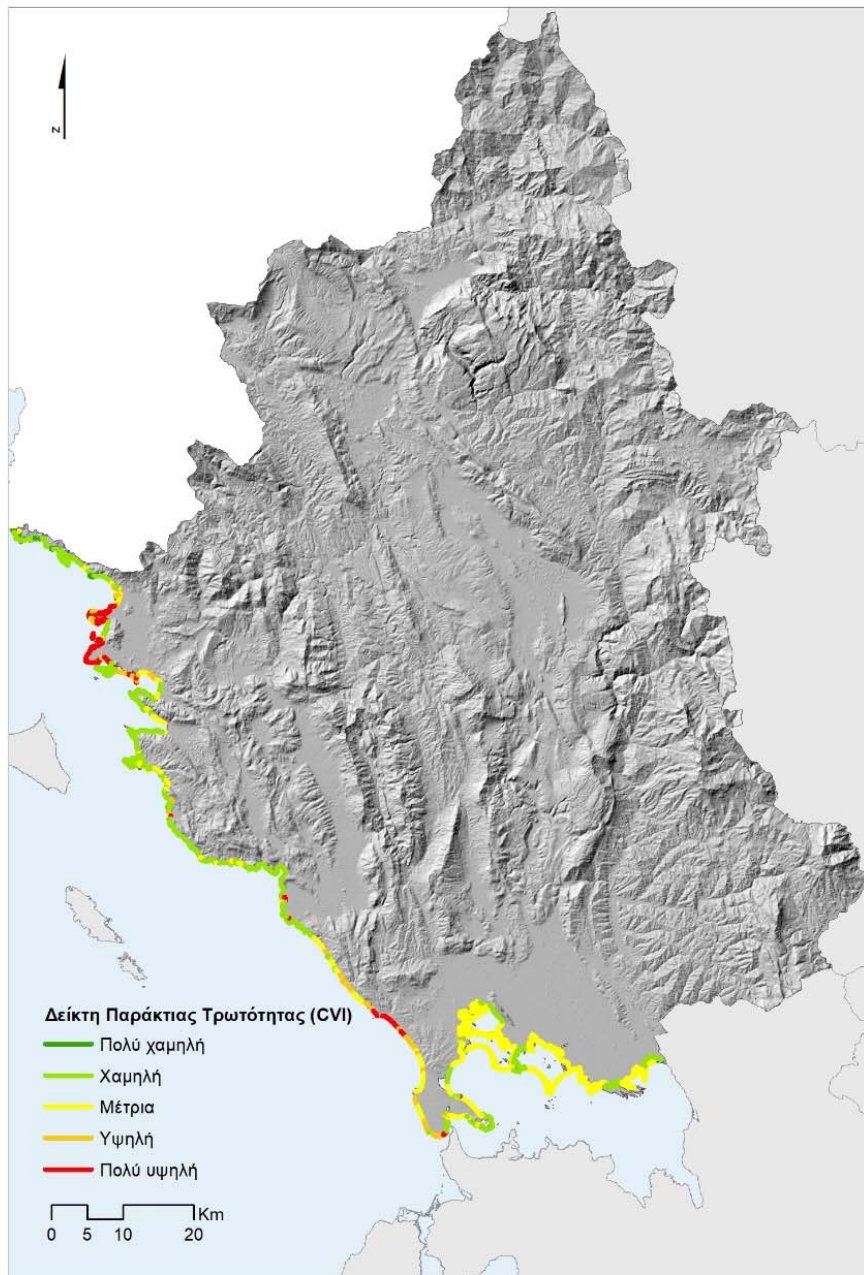 N
Δείκτη Παράκτιας Τρωτότητας (CVI)
Πολύ χαμηλή
Χαμηλή
Μέτρια
Υψηλή
Πολύ υψηλή
Km
0 5 10 20